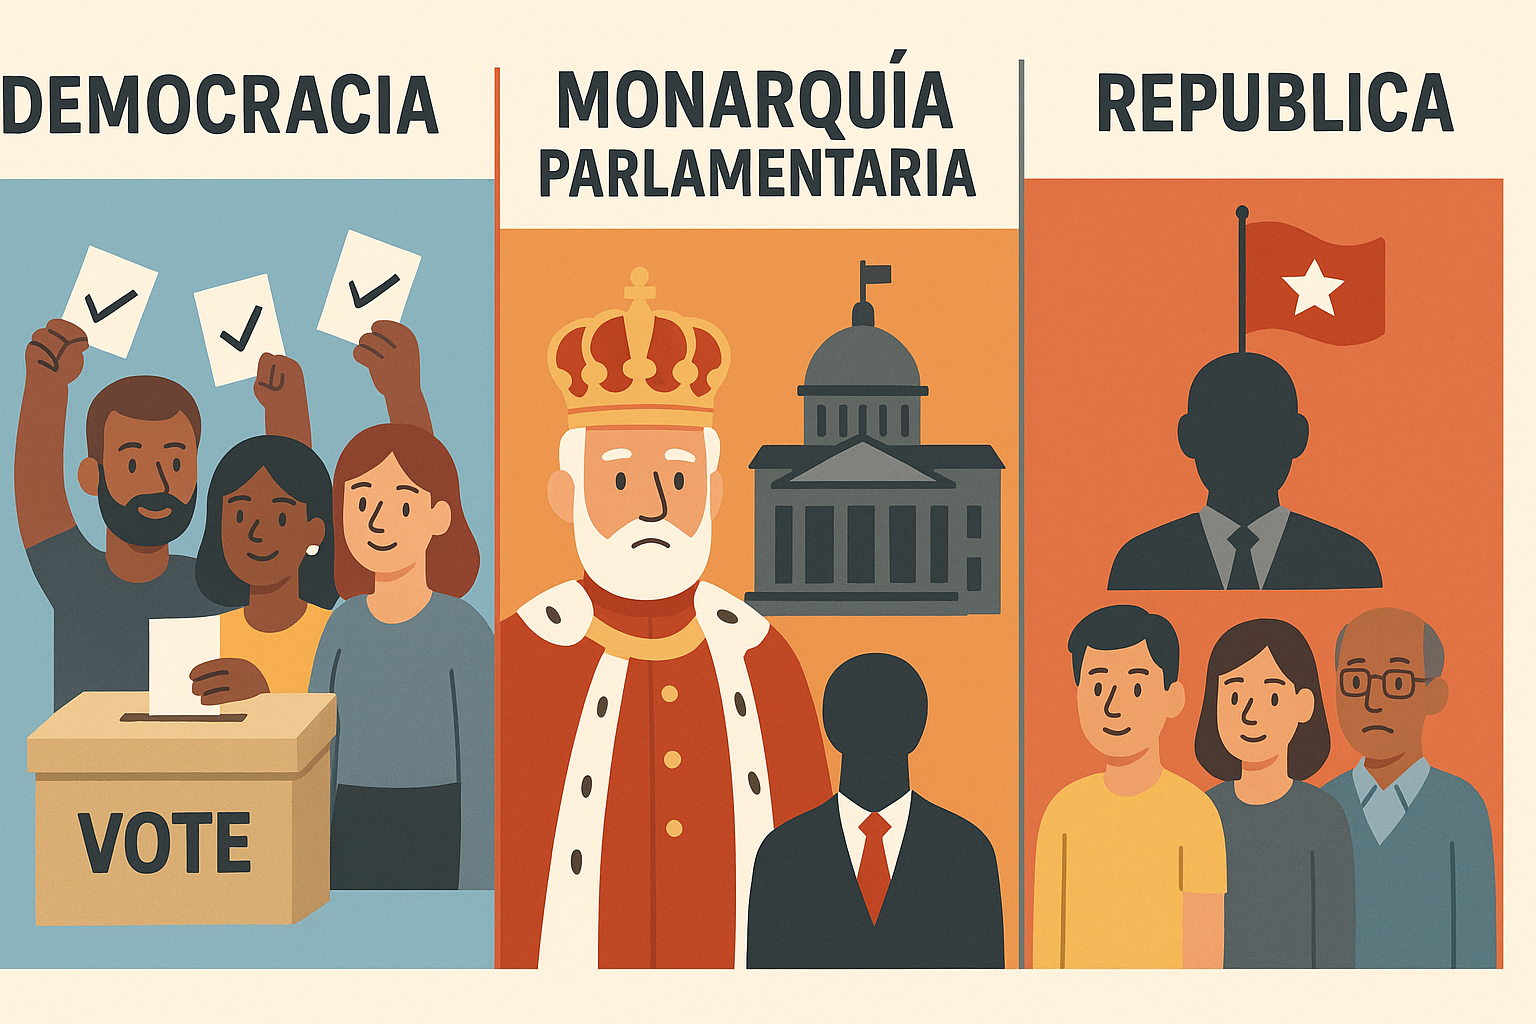 DEMOCRACIA
MONARQUÍA
PARLAMENTARIA
REPUBLICA
VOTE